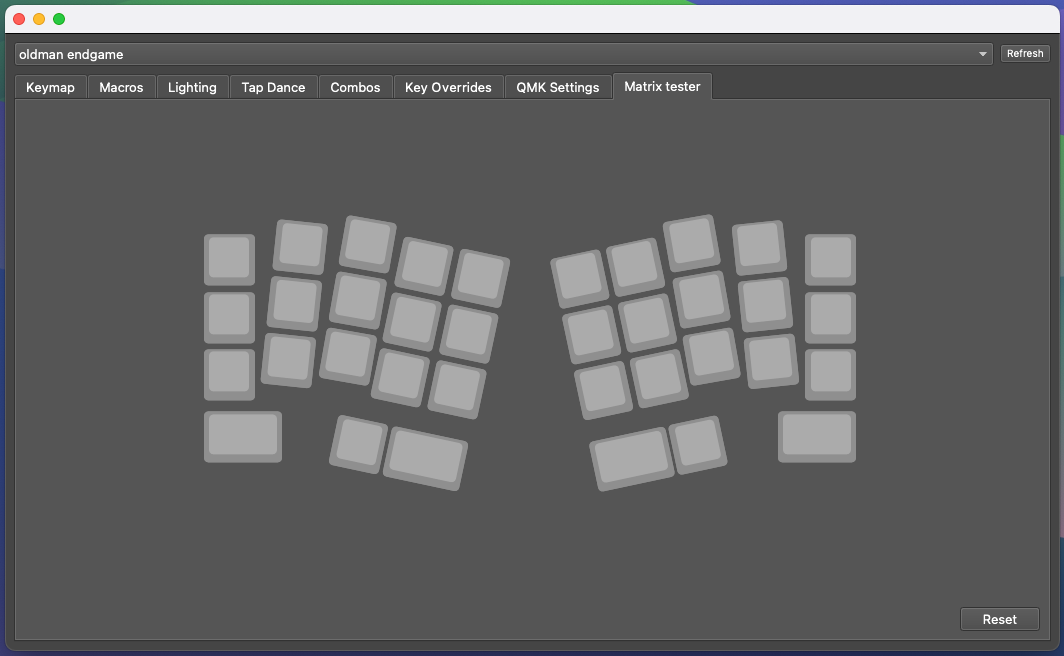 oldman endgame
Refresh
Keymap Macros Lighting Tap Dance Combos Key Overrides QMK Settings Matrix tester
Reset